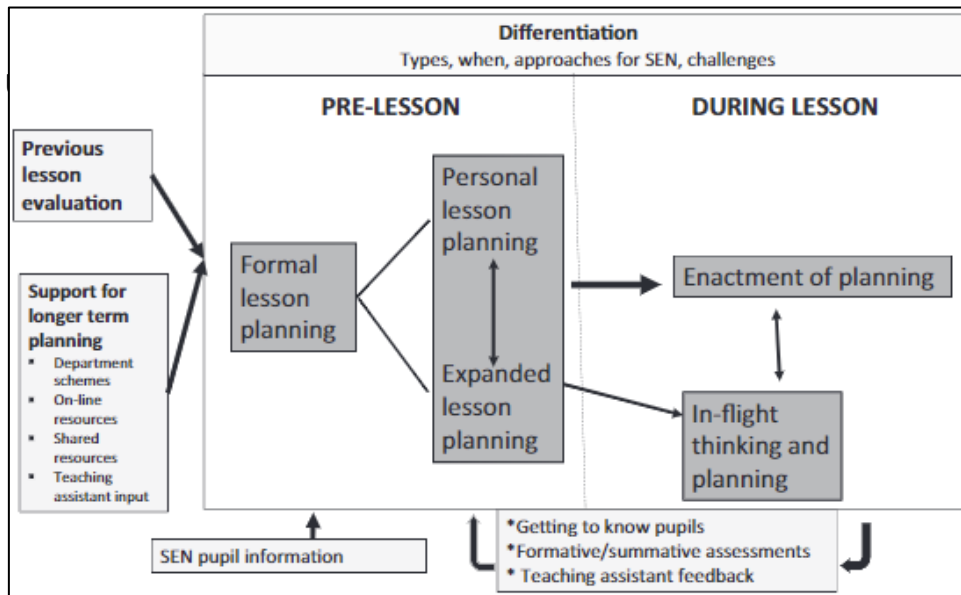 Differentiation
Types, when, approaches for SEN, challenges
PRE-LESSON
DURING LESSON
Previous
lesson
evaluation
Support for
longer term
planning
▪ Department
schemes
▪ On-line
resources
▪ Shared
resources
▪ Teaching
assistant input
Formal
lesson
planning
Personal
lesson
planning
Expanded
lesson
planning
Enactment of planning
In-flight
thinking and
planning
SEN pupil information
*Getting to know pupils
*Formative/summative assessments
* Teaching assistant feedback